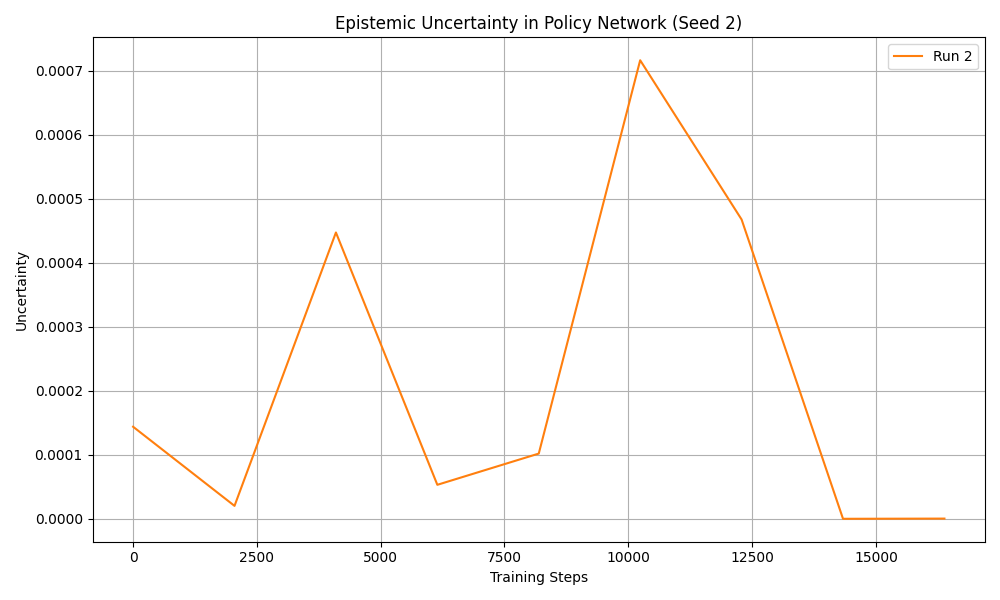 Epistemic Uncertainty in Policy Network (Seed 2)
Run 2
0.0007
0.0006
0.0005
0.0004
0.0003
0.0002
0.0001
0.0000
Uncertainty
0 2500 5000 7500 10000 12500 15000
Training Steps